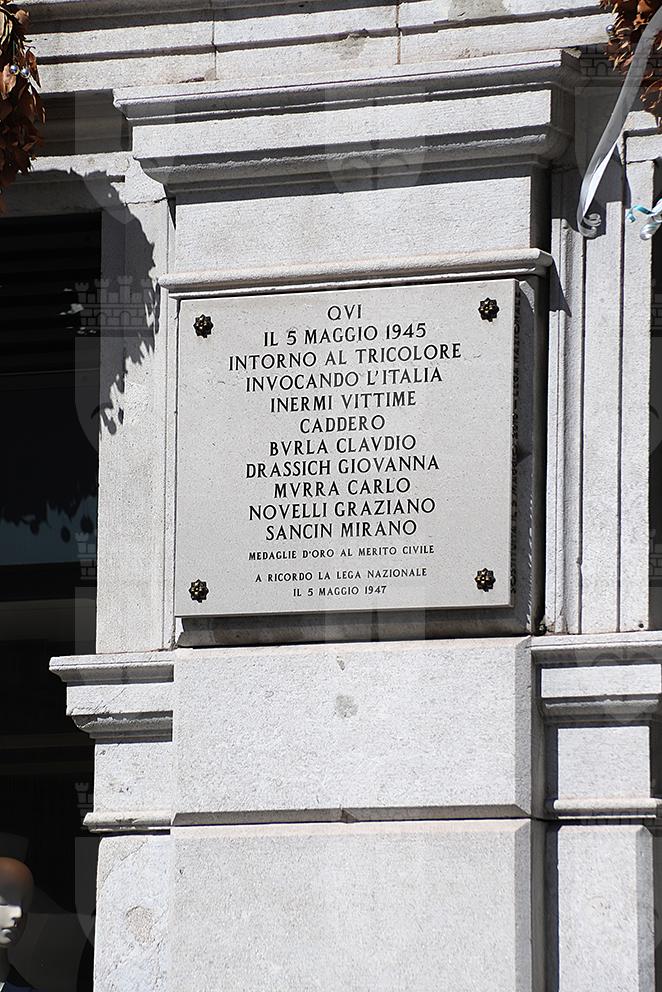 QVI
IL 5 MAGGIO 1945
INTORNO AL TRICOLORE
INVOCANDO L'ITALIA
INERMI VITTIME
CADDERO
BVRLA CLAVDIO
DRASSICH GIOVANNA
MVRRA CARLO
NOVELLI GRAZIANO
SANCIN MIRANO
MEDAGLIE D'ORO AL MERITO CIVILE
A RICORDO LA LEGA NAZIONALE
IL 5 MAGGIO 1947